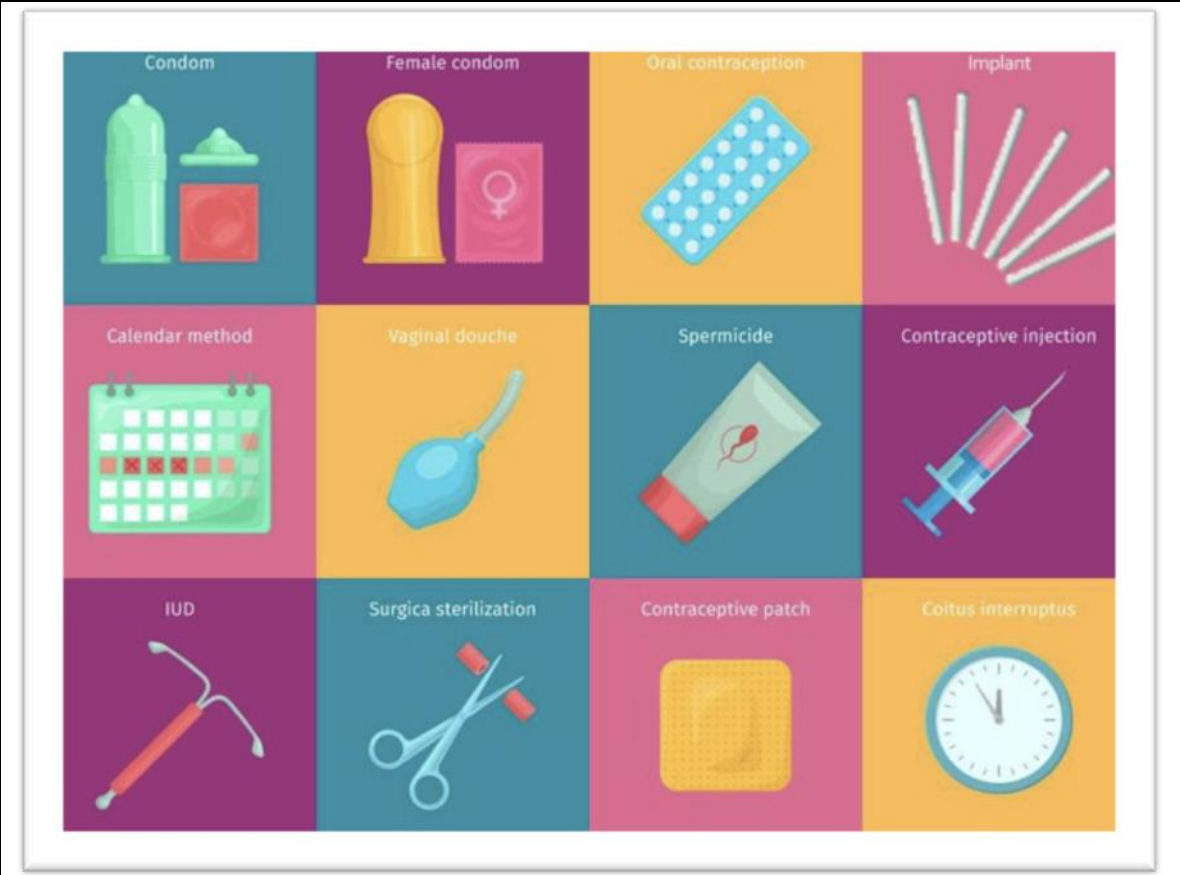 Condom
Female condom
Oral contraception
Implant
Calendar method
Vaginal douche
Spermicide
Contraceptive injection
IUD
Surgica sterilization
Contraceptive patch
Coitus interruptus